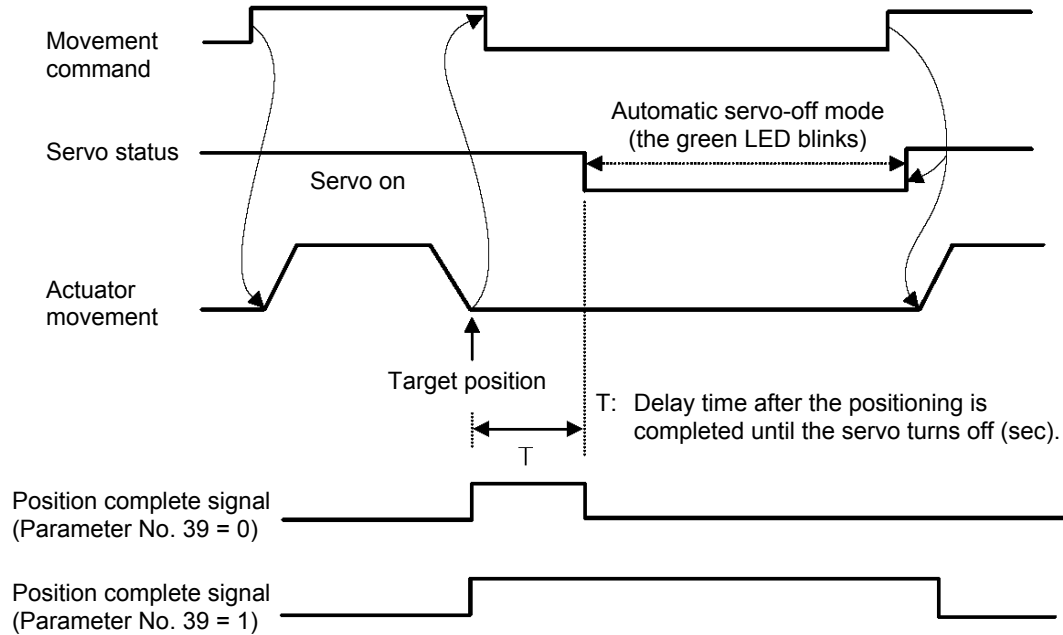 Movement
command
Automatic servo-off mode
(the green LED blinks)
Servo status
Servo on
Actuator
movement
Target position
T: Delay time after the positioning is
completed until the servo turns off (sec).
T
Position complete signal
(Parameter No. 39 = 0)
Position complete signal
(Parameter No. 39 = 1)